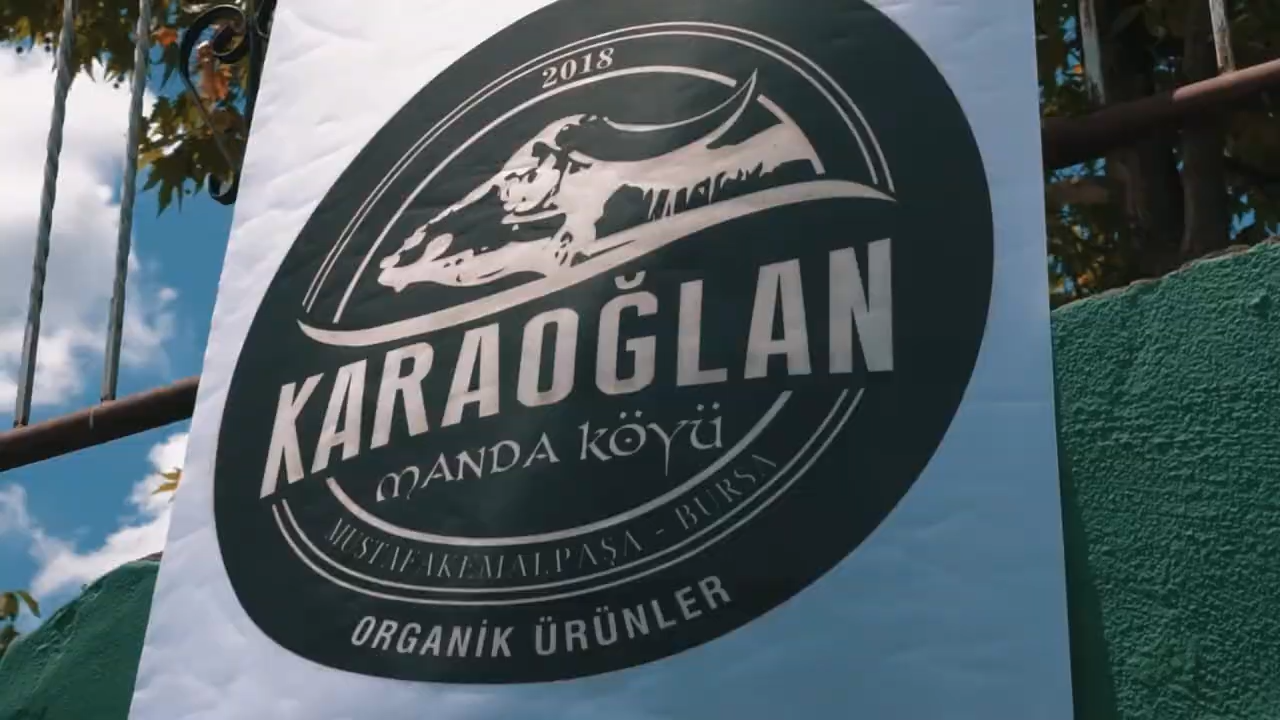 2018
KARAOĞLAN
MANDA KÖYÜ
MUSTAFAKEMALPAŞA - BURSA
ORGANİK ÜRÜNLER